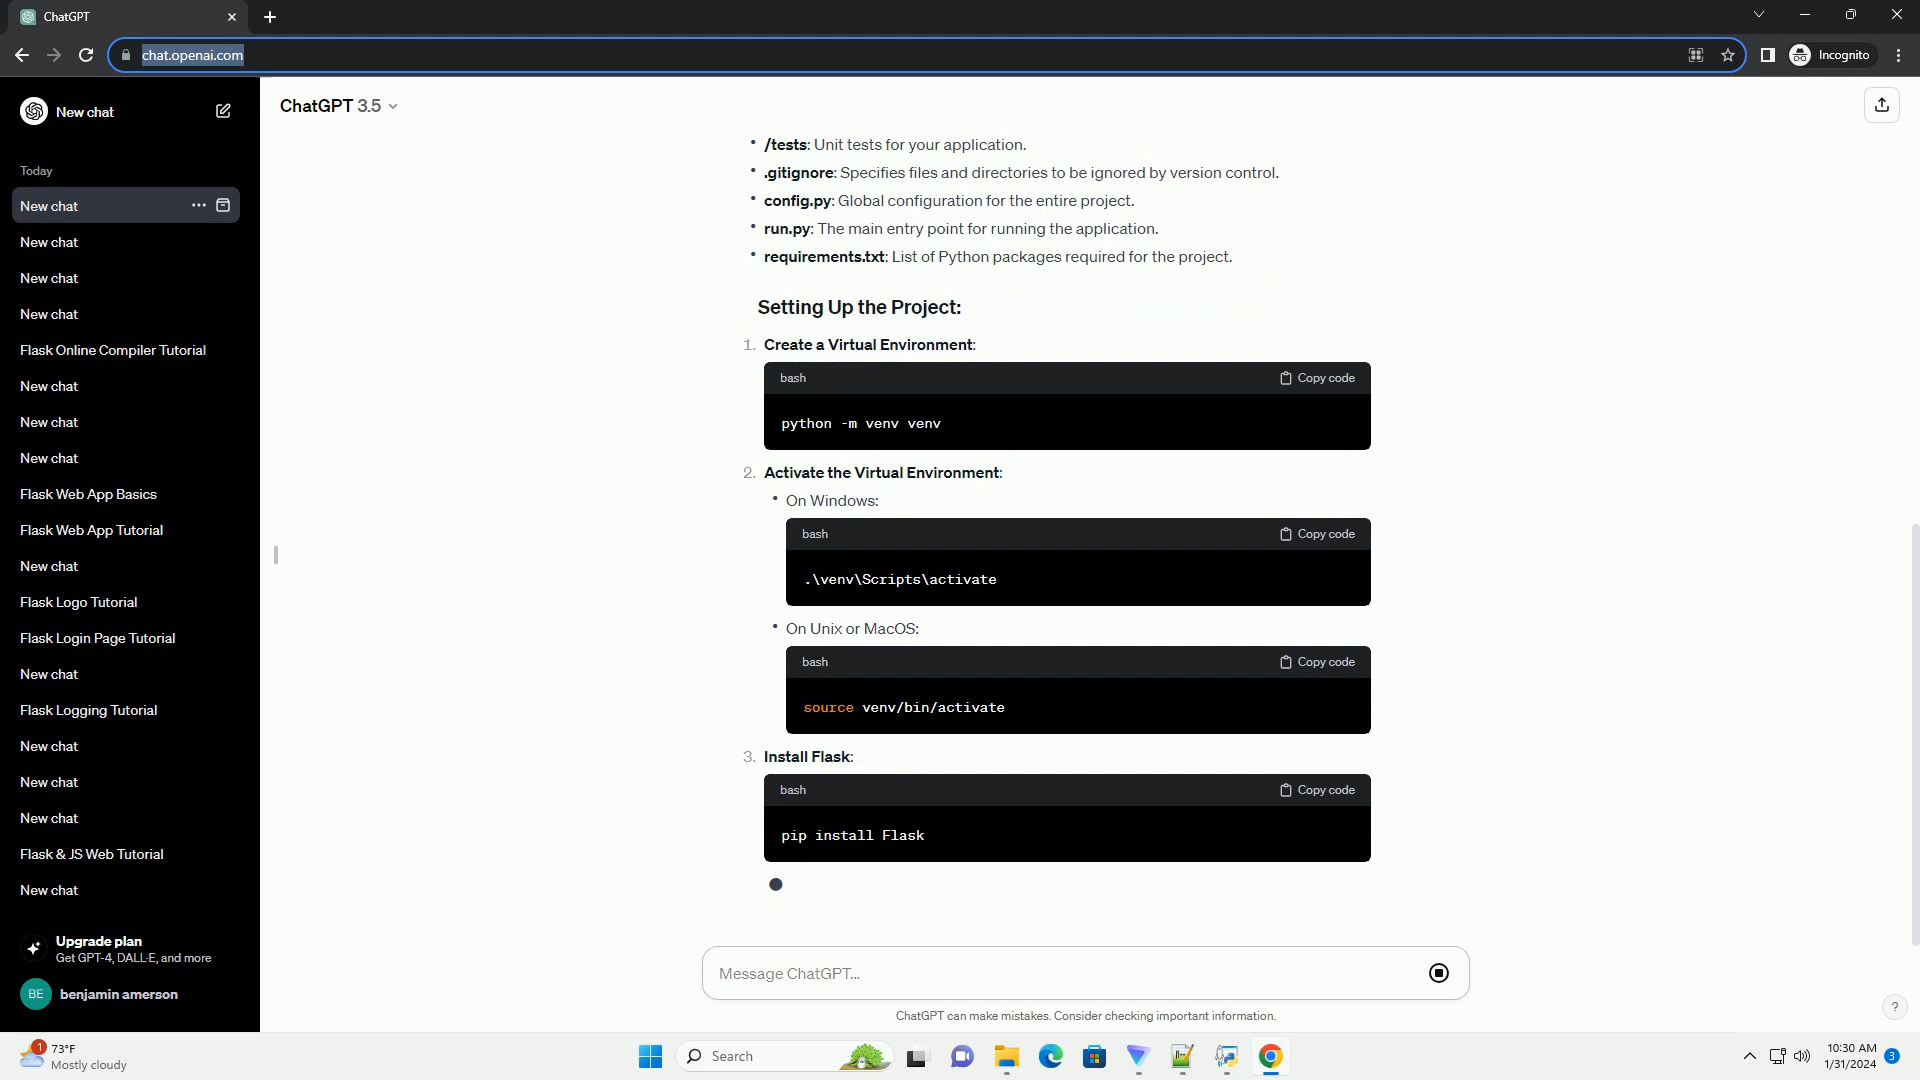 ChatGPT
chat.openai.com
Incognito
New chat
Today
New chat
New chat
New chat
New chat
Flask Online Compiler Tutorial
New chat
New chat
New chat
Flask Web App Basics
Flask Web App Tutorial
New chat
Flask Logo Tutorial
Flask Login Page Tutorial
New chat
Flask Logging Tutorial
New chat
New chat
New chat
Flask & JS Web Tutorial
New chat
Upgrade plan
Get GPT-4, DALL·E, and more
BE benjamin amerson
ChatGPT 3.5
• /tests: Unit tests for your application.
• .gitignore: Specifies files and directories to be ignored by version control.
• config.py: Global configuration for the entire project.
• run.py: The main entry point for running the application.
• requirements.txt: List of Python packages required for the project.
Setting Up the Project:
1. Create a Virtual Environment:
bash Copy code
python -m venv venv
2. Activate the Virtual Environment:
• On Windows:
bash Copy code
.\venv\Scripts\activate
• On Unix or MacOS:
bash Copy code
source venv/bin/activate
3. Install Flask:
bash Copy code
pip install Flask
Message ChatGPT...
ChatGPT can make mistakes. Consider checking important information.
?
1
73°F
Mostly cloudy
Search
10:30 AM
1/31/2024
3